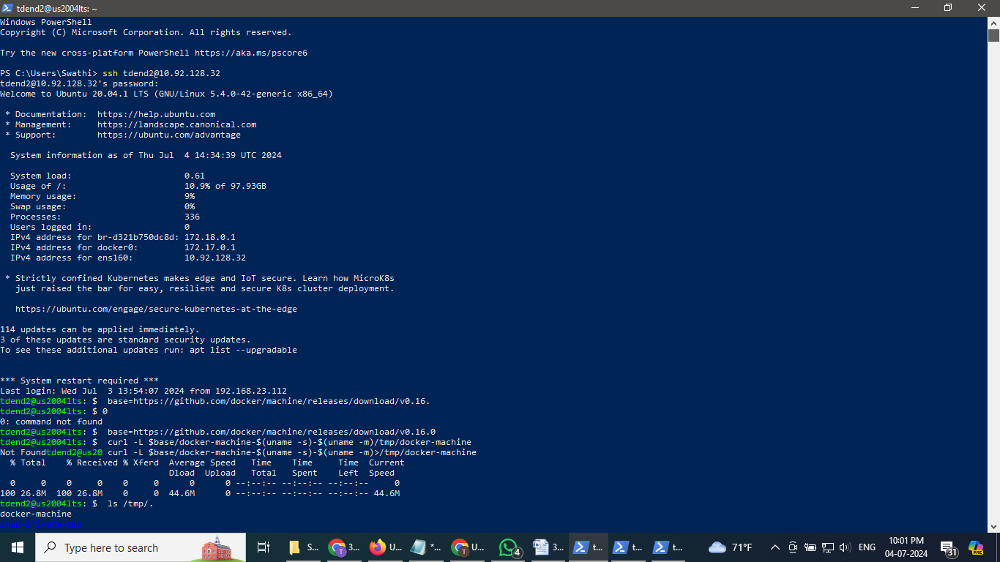 tdend2@us2004lts: ~
Windows PowerShell
Copyright (C) Microsoft Corporation. All rights reserved.
Try the new cross-platform PowerShell https://aka.ms/pscore6
PS C:\Users\Swathi> ssh tdend2@10.92.128.32
tdend2@10.92.128.32's password:
Welcome to Ubuntu 20.04.1 LTS (GNU/Linux 5.4.0-42-generic x86_64)
* Documentation:  https://help.ubuntu.com
* Management:     https://landscape.canonical.com
* Support:        https://ubuntu.com/advantage
System information as of Thu Jul  4 14:34:39 UTC 2024
System load:                      0.61
Usage of /:                       10.9% of 97.93GB
Memory usage:                     9%
Swap usage:                       0%
Processes:                        336
Users logged in:                  0
IPv4 address for br-d321b750dc8d: 172.18.0.1
IPv4 address for docker0:         172.17.0.1
IPv4 address for ens160:          10.92.128.32
* Strictly confined Kubernetes makes edge and IoT secure. Learn how MicroK8s
just raised the bar for easy, resilient and secure K8s cluster deployment.
https://ubuntu.com/engage/secure-kubernetes-at-the-edge
114 updates can be applied immediately.
3 of these updates are standard security updates.
To see these additional updates run: apt list --upgradable
*** System restart required ***
Last login: Wed Jul  3 13:54:07 2024 from 192.168.23.112
tdend2@us2004lts: $  base=https://github.com/docker/machine/releases/download/v0.16.
tdend2@us2004lts: $ 0
0: command not found
tdend2@us2004lts: $  base=https://github.com/docker/machine/releases/download/v0.16.0
tdend2@us2004lts: $  curl -L $base/docker-machine-$(uname -s)-$(uname -m)/tmp/docker-machine
Not Foundtdend2@us20 curl -L $base/docker-machine-$(uname -s)-$(uname -m)>/tmp/docker-machine
% Total    % Received % Xferd  Average Speed   Time    Time     Time  Current
Dload  Upload   Total   Spent    Left  Speed
0     0    0     0    0     0      0      0 --:--:-- --:--:-- --:--:--     0
100 26.8M  100 26.8M    0     0  44.6M      0 --:--:-- --:--:-- --:--:-- 44.6M
tdend2@us2004lts: $  ls /tmp/.
docker-machine
Type here to search
S...
3...
U...
*...
U...
4
3...
t...
t...
t...
71°F
ENG
10:01 PM
04-07-2024
31
PRE